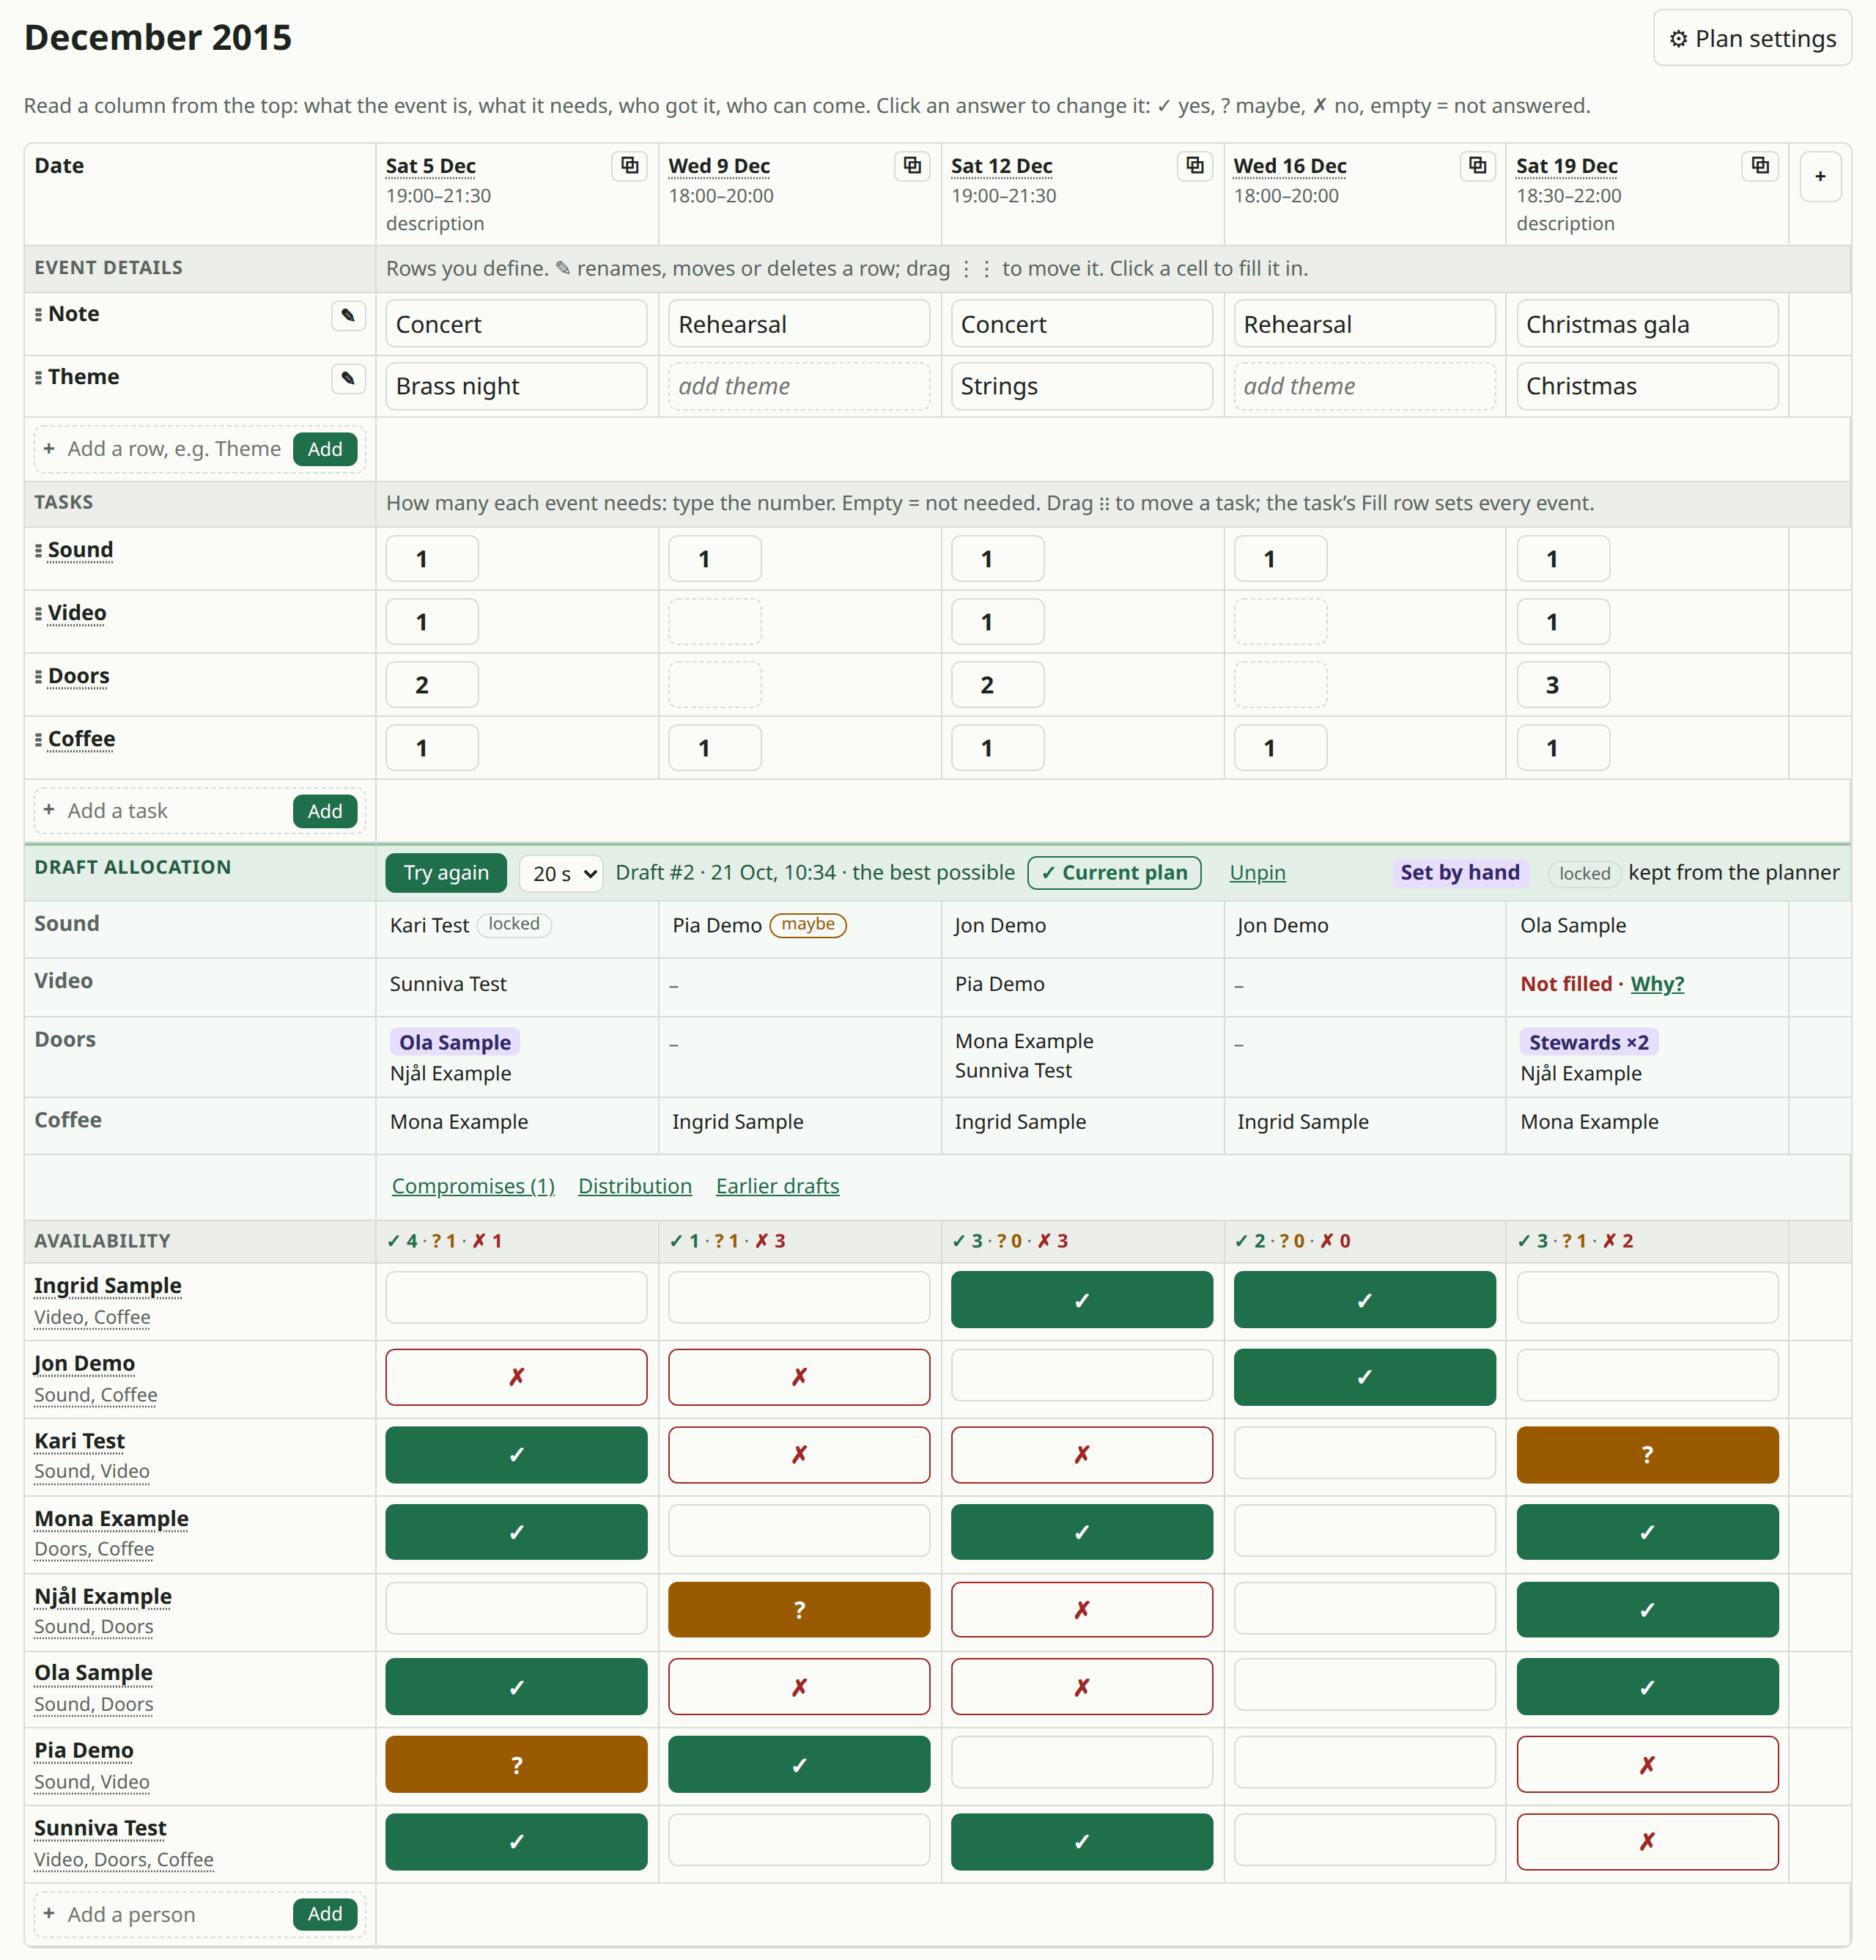 December 2015
⚙ Plan settings
Read a column from the top: what the event is, what it needs, who got it, who can come. Click an answer to change it: ✓ yes, ? maybe, ✗ no, empty = not answered.
Date
Sat 5 Dec
19:00–21:30
description
Wed 9 Dec
18:00–20:00
Sat 12 Dec
19:00–21:30
Wed 16 Dec
18:00–20:00
Sat 19 Dec
18:30–22:00
description
+
EVENT DETAILS
Rows you define. ✎ renames, moves or deletes a row; drag ⋮⋮ to move it. Click a cell to fill it in.
Note ✎ Concert Rehearsal Concert Rehearsal Christmas gala
Theme ✎ Brass night add theme Strings add theme Christmas
+ Add a row, e.g. Theme Add
TASKS
How many each event needs: type the number. Empty = not needed. Drag ⠿ to move a task; the task’s Fill row sets every event.
Sound 1 1 1 1 1
Video 1 1 1
Doors 2 2 3
Coffee 1 1 1 1 1
+ Add a task Add
DRAFT ALLOCATION
Try again 20 s Draft #2 · 21 Oct, 10:34 · the best possible ✓ Current plan Unpin Set by hand locked kept from the planner
Sound Kari Test locked Pia Demo maybe Jon Demo Jon Demo Ola Sample
Video Sunniva Test – Pia Demo – Not filled · Why?
Doors
Ola Sample
Njål Example
–
Mona Example
Sunniva Test
–
Stewards ×2
Njål Example
Coffee Mona Example Ingrid Sample Ingrid Sample Ingrid Sample Mona Example
Compromises (1) Distribution Earlier drafts
AVAILABILITY ✓ 4 · ? 1 · ✗ 1 ✓ 1 · ? 1 · ✗ 3 ✓ 3 · ? 0 · ✗ 3 ✓ 2 · ? 0 · ✗ 0 ✓ 3 · ? 1 · ✗ 2
Ingrid Sample
Video, Coffee
✓ ✓
Jon Demo
Sound, Coffee
✗ ✗ ✓
Kari Test
Sound, Video
✓ ✗ ✗ ?
Mona Example
Doors, Coffee
✓ ✓ ✓
Njål Example
Sound, Doors
? ✗ ✓
Ola Sample
Sound, Doors
✓ ✗ ✗ ✓
Pia Demo
Sound, Video
? ✓ ✗
Sunniva Test
Video, Doors, Coffee
✓ ✓ ✗
+ Add a person Add